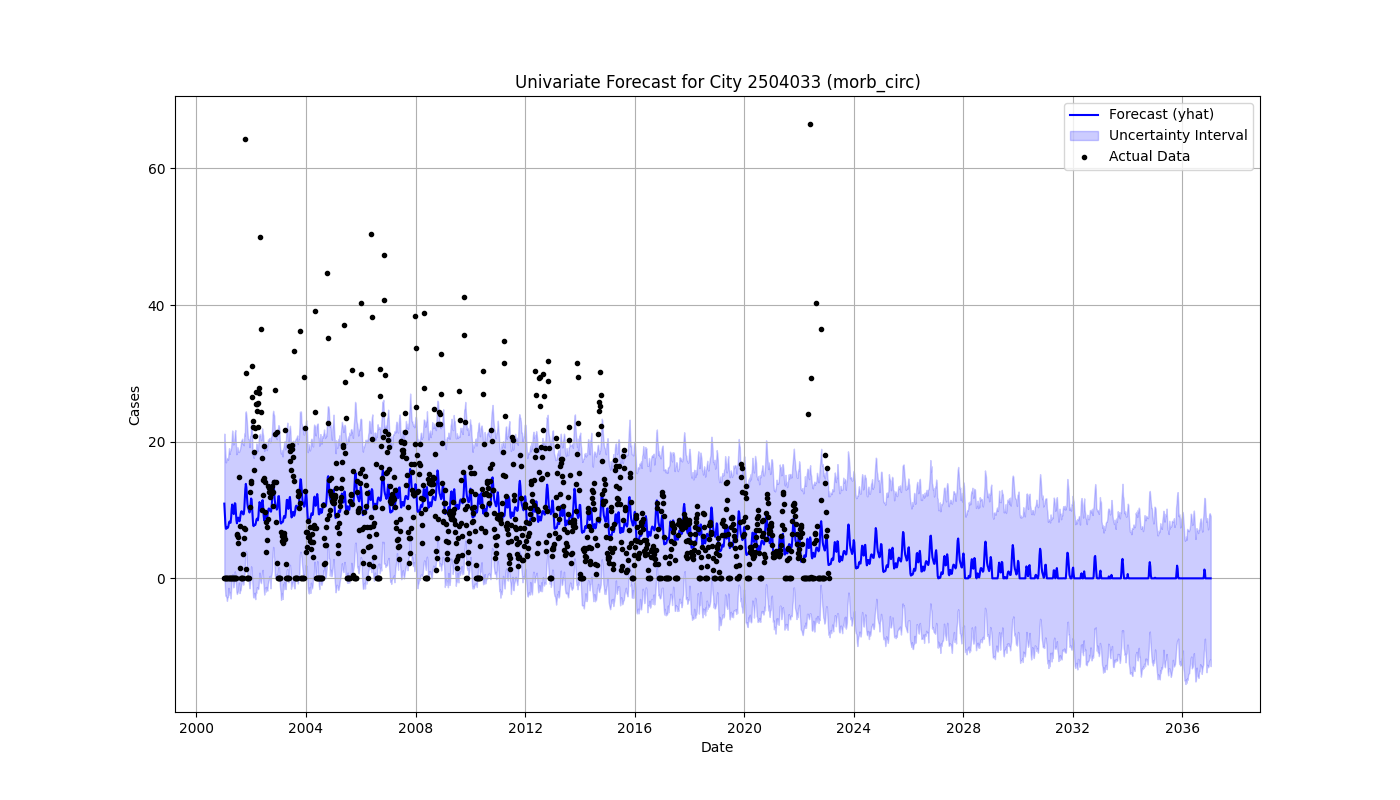 Univariate Forecast for City 2504033 (morb_circ)
Forecast (yhat)
Uncertainty Interval
Actual Data
Cases
60
40
20
0
2000 2004 2008 2012 2016 2020 2024 2028 2032 2036
Date